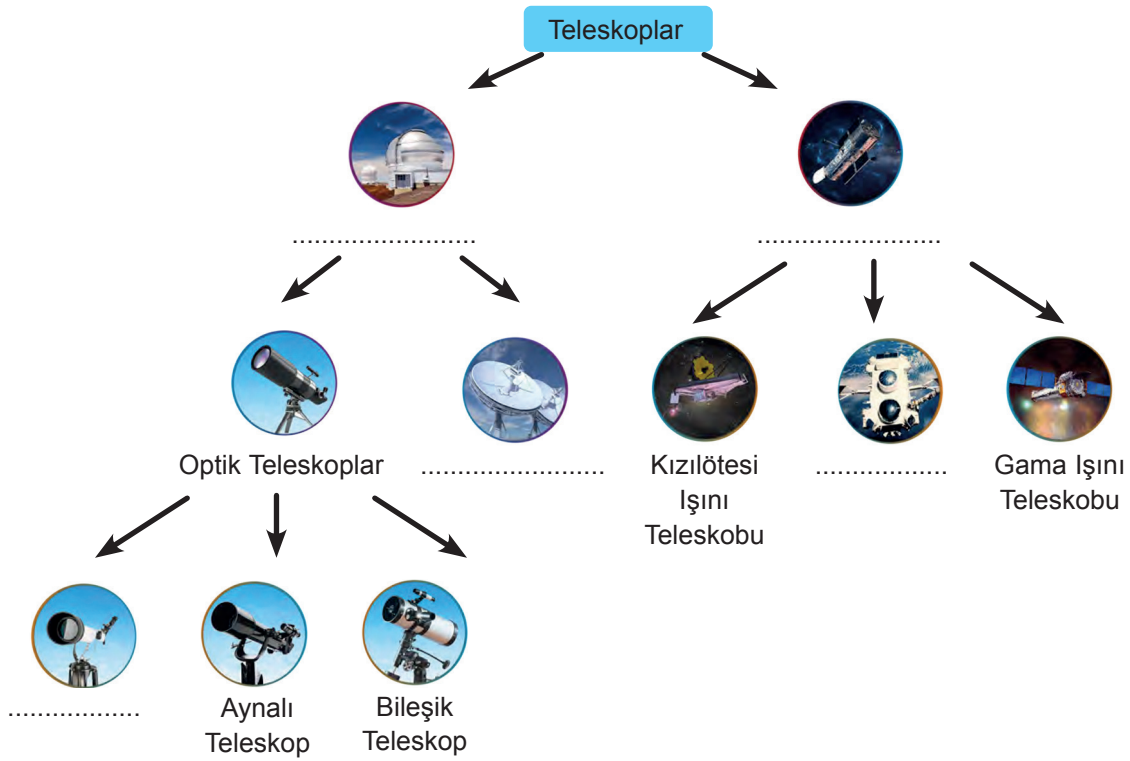 Teleskoplar
.........................
.........................
Optik Teleskoplar
.........................
Kızılötesi
Işını
Teleskobu
..................
Gama Işını
Teleskobu
..................
Aynalı
Teleskop
Bileşik
Teleskop